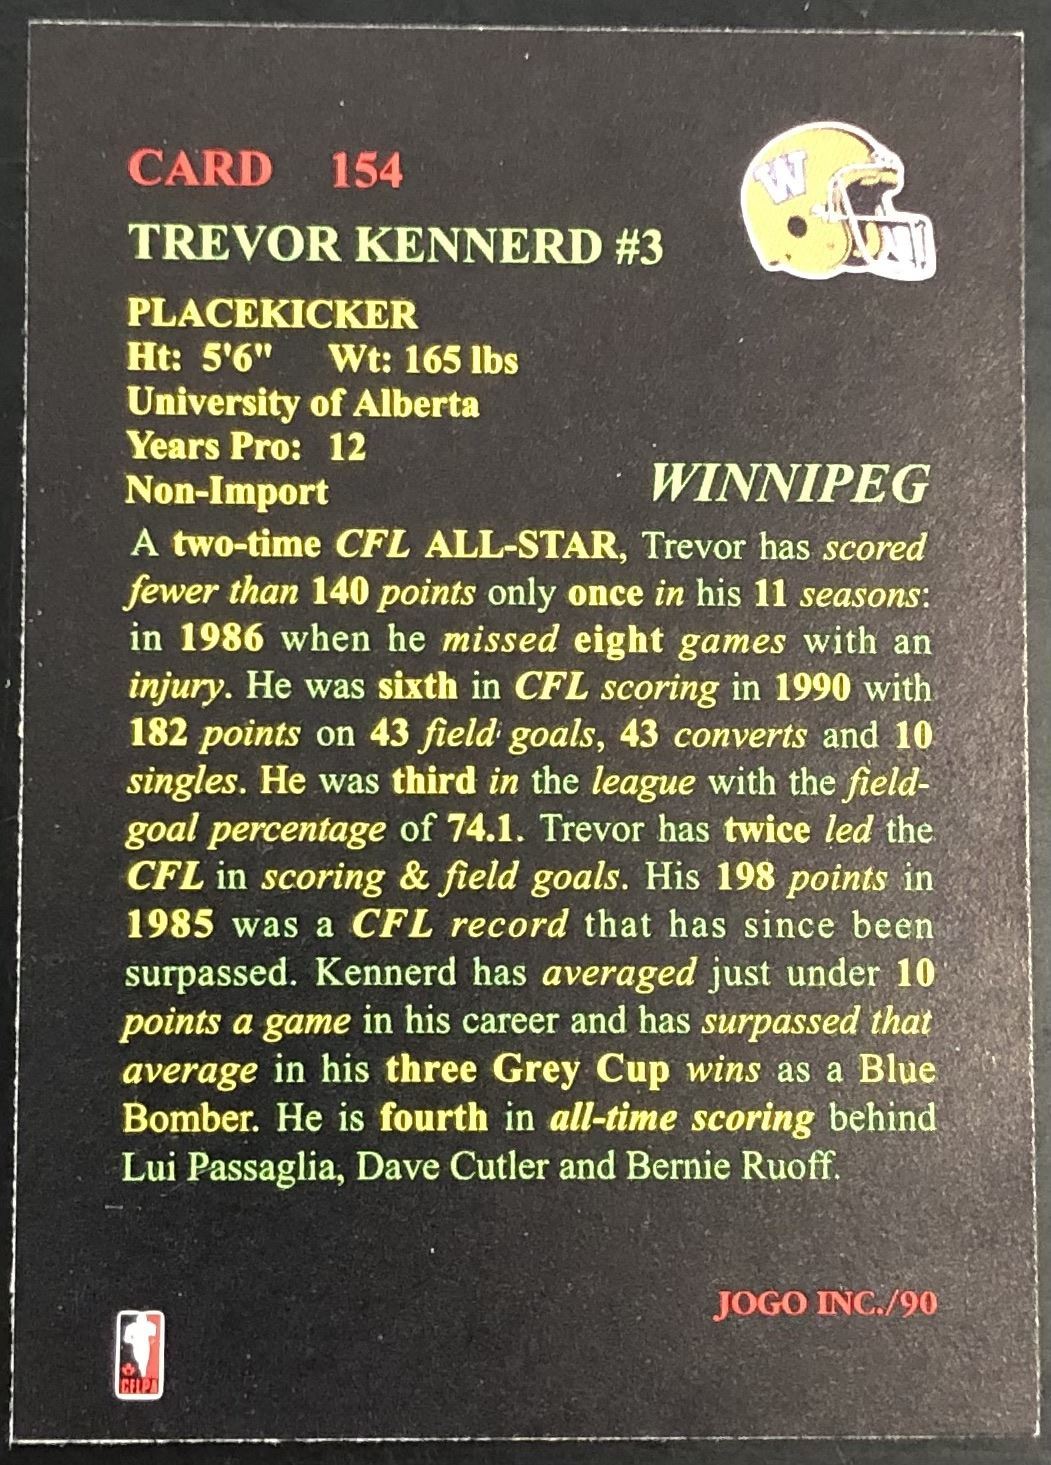 CARD 154
W
TREVOR KENNERD #3
PLACEKICKER
Ht: 5'6" Wt: 165 lbs
University of Alberta
Years Pro: 12
Non-Import
WINNIPEG
A two-time CFL ALL-STAR, Trevor has scored
fewer than 140 points only once in his 11 seasons:
in 1986 when he missed eight games with an
injury. He was sixth in CFL scoring in 1990 with
182 points on 43 field goals, 43 converts and 10
singles. He was third in the league with the field-
goal percentage of 74.1. Trevor has twice led the
CFL in scoring & field goals. His 198 points in
1985 was a CFL record that has since been
surpassed. Kennerd has averaged just under 10
points a game in his career and has surpassed that
average in his three Grey Cup wins as a Blue
Bomber. He is fourth in all-time scoring behind
Lui Passaglia, Dave Cutler and Bernie Ruoff.
JOGO INC./90
CFLPA